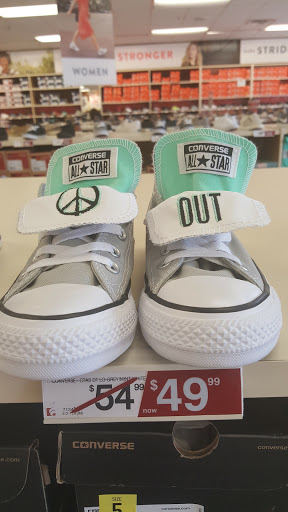 STRONGER
STRID
WOMEN
CONVERSE
ALL★STAR
CONVERSE
ALL★STAR
OUT
CONVERSE-
$54 99
$49 99
now
CONVERSE
SIZE
5